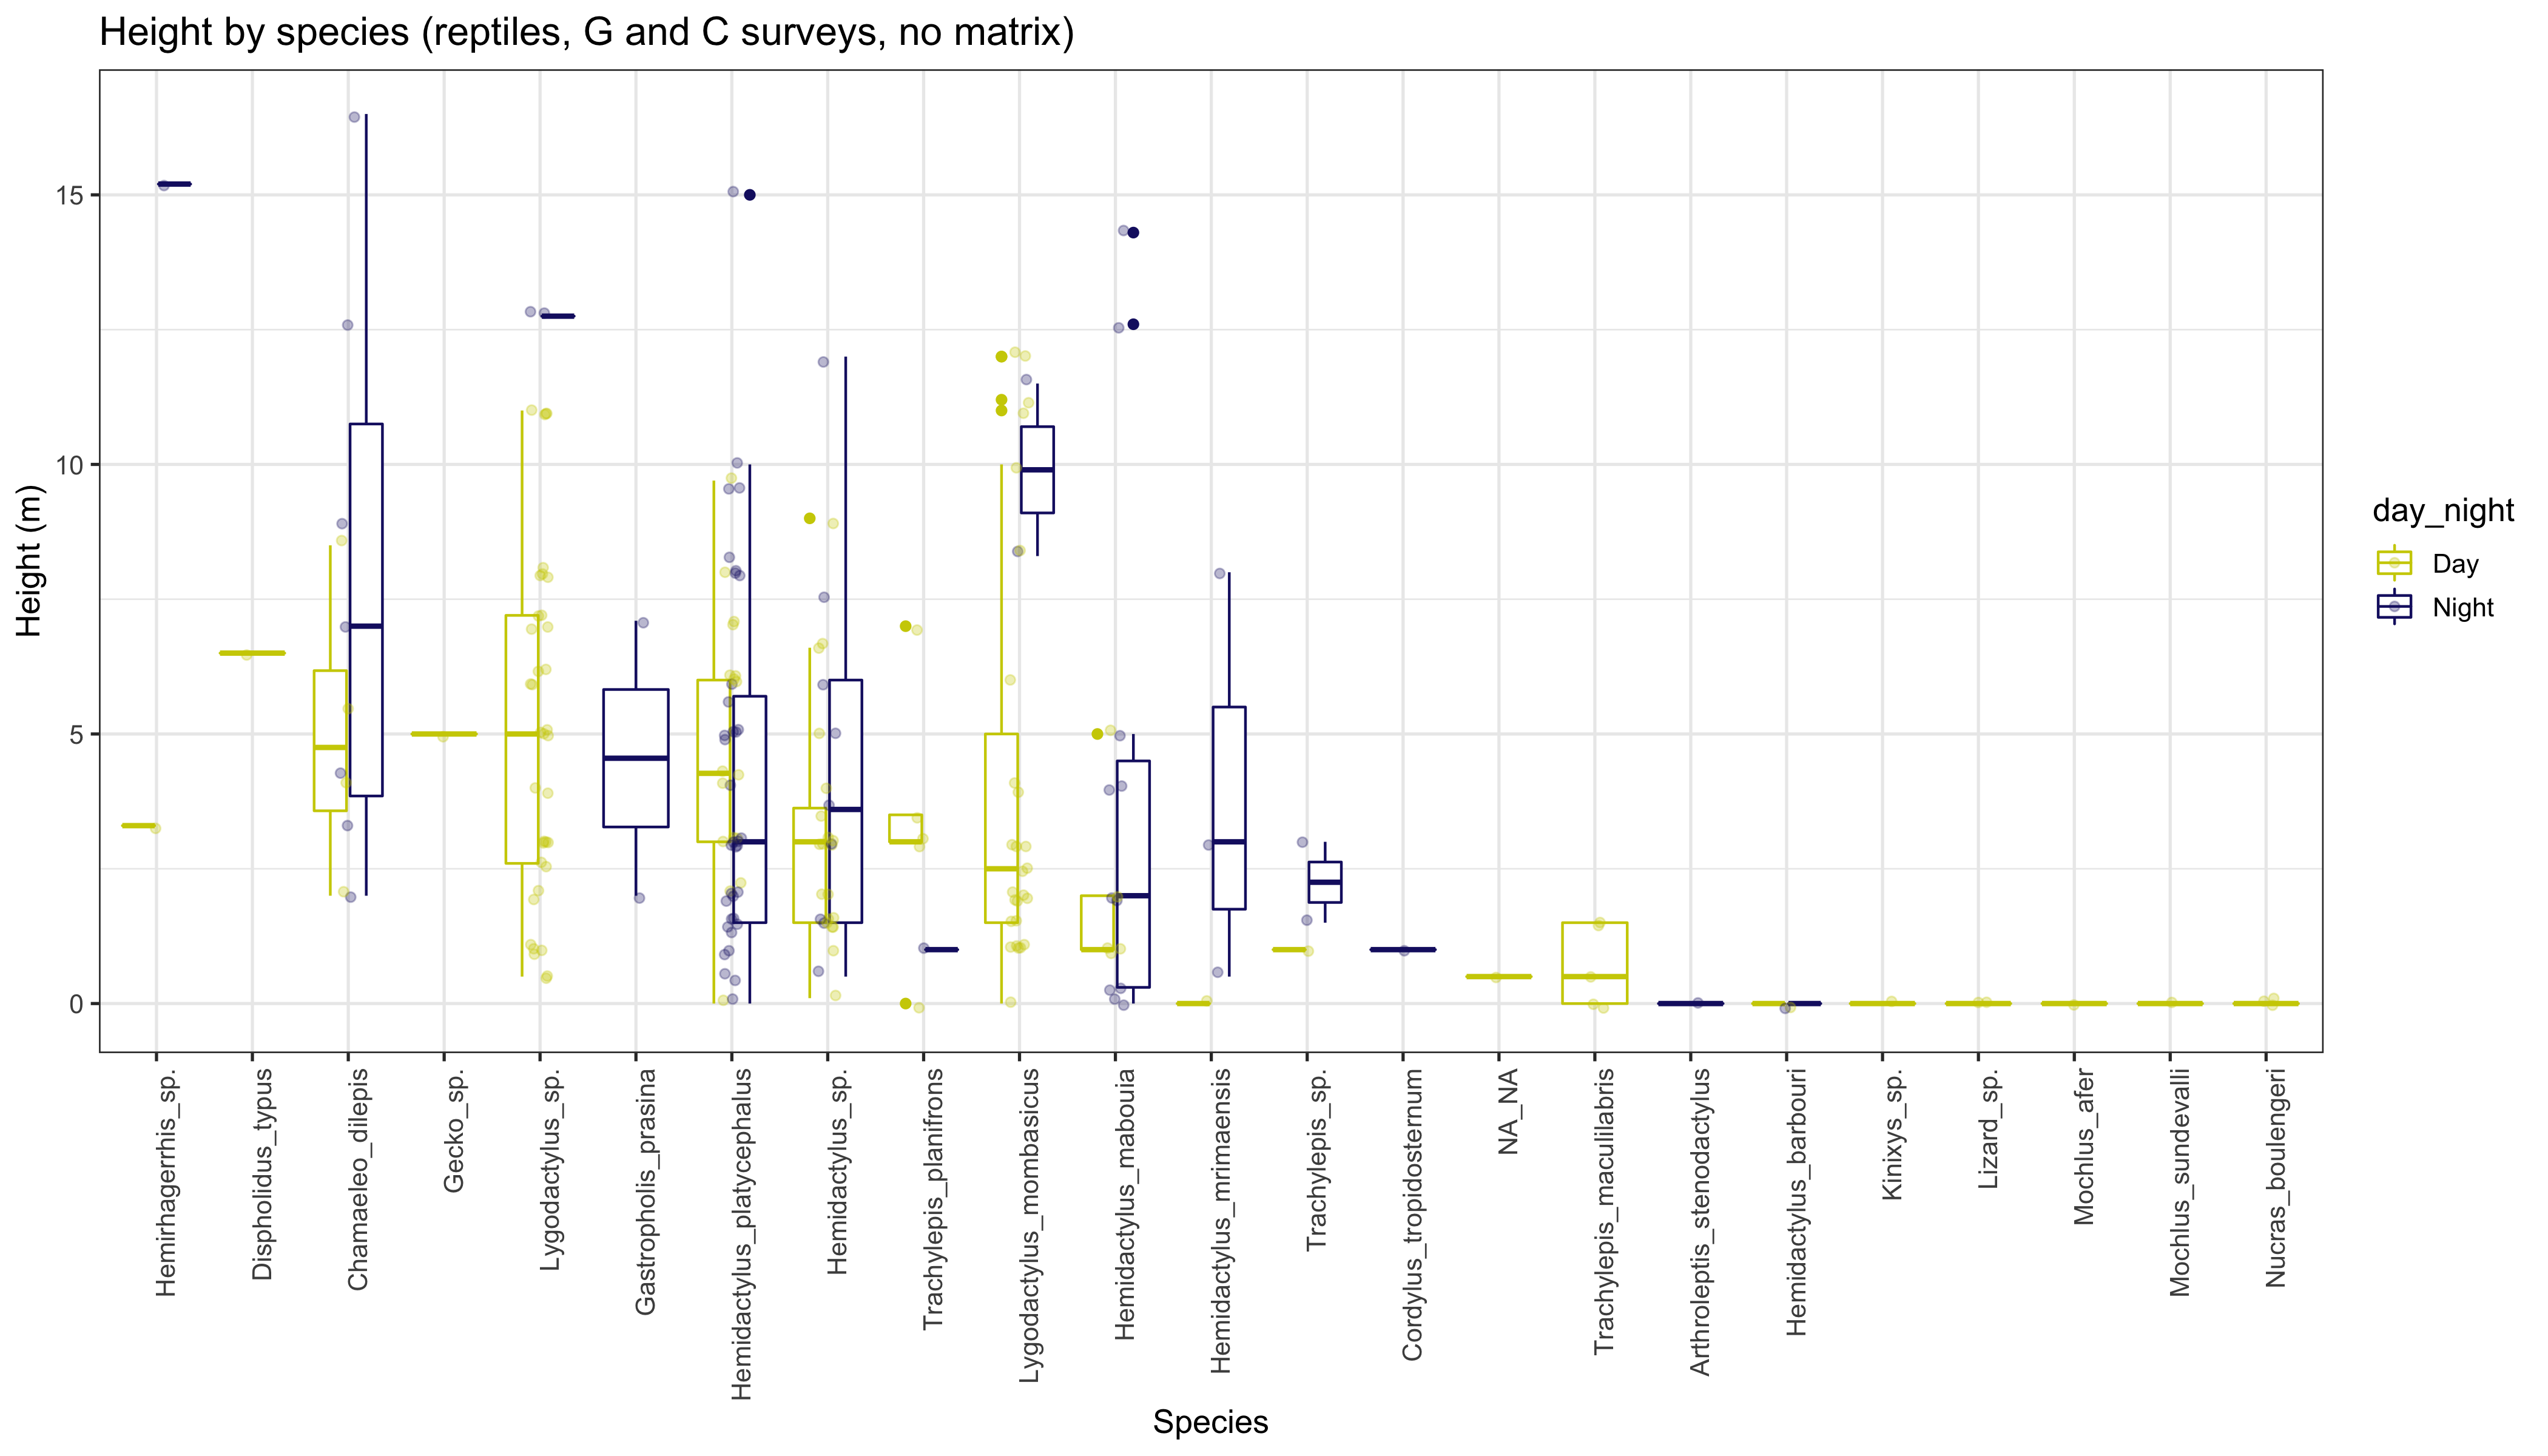 Height by species (reptiles, G and C surveys, no matrix)
Height (m)
15
10
5
0
Hemirhagerrhis_sp.
Dispholidus_typus
Chamaeleo_dilepis
Gecko_sp.
Lygodactylus_sp.
Gastropholis_prasina
Hemidactylus_platycephalus
Hemidactylus_sp.
Trachylepis_planifrons
Lygodactylus_mombasicus
Hemidactylus_mabouia
Hemidactylus_mrimaensis
Trachylepis_sp.
Cordylus_tropidosternum
NA_NA
Trachylepis_maculilabris
Arthroleptis_stenodactylus
Hemidactylus_barbouri
Kinixys_sp.
Lizard_sp.
Mochlus_afer
Mochlus_sundevalli
Nucras_boulengeri
Species
day_night
Day
Night